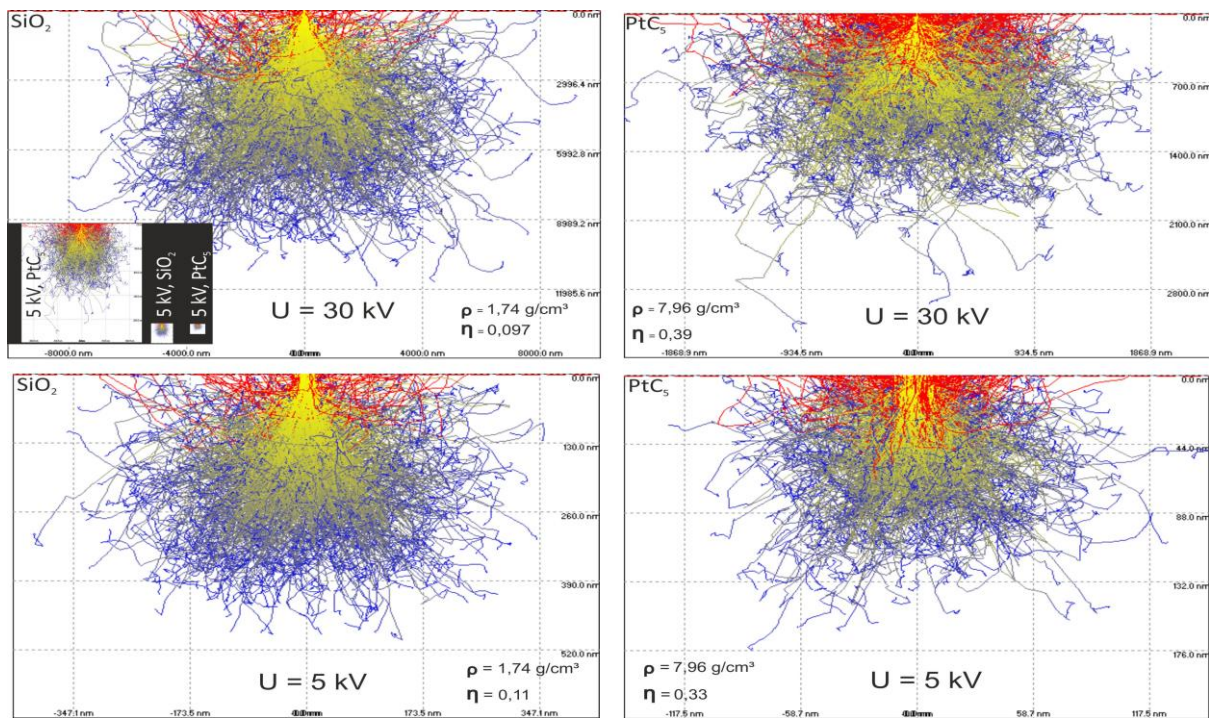 SiO₂
0.0 nm
2996.4 nm
5992.8 nm
8989.2 nm
11985.6 nm
U = 30 kV
ρ = 1,74 g/cm³
η = 0,097
-8000.0 nm
-4000.0 nm
4000.0 nm
8000.0 nm
5 kV, PtC₅
5 kV, SiO₂
5 kV, PtC₅
PtC₅
0.0 nm
700.0 nm
1400.0 nm
2100.0 nm
2800.0 nm
U = 30 kV
ρ = 7,96 g/cm³
η = 0,39
-1868.9 nm
-934.5 nm
934.5 nm
1868.9 nm
SiO₂
0.0 nm
130.0 nm
260.0 nm
390.0 nm
520.0 nm
U = 5 kV
ρ = 1,74 g/cm³
η = 0,11
-347.1 nm
-173.5 nm
173.5 nm
347.1 nm
PtC₅
0.0 nm
44.0 nm
88.0 nm
132.0 nm
176.0 nm
U = 5 kV
ρ = 7,96 g/cm³
η = 0,33
-117.5 nm
-58.7 nm
58.7 nm
117.5 nm